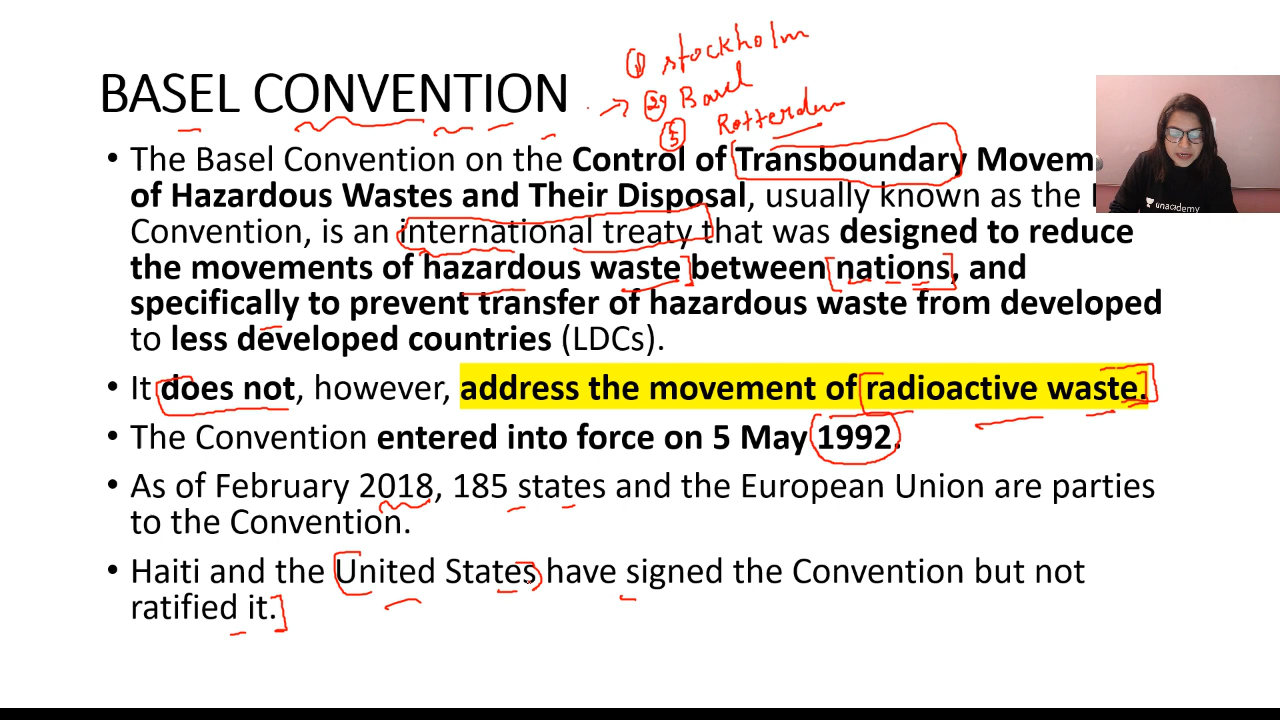 ① stockholm
BASEL CONVENTION
② Basel
③ Rotterdam
• The Basel Convention on the Control of Transboundary Movem
of Hazardous Wastes and Their Disposal, usually known as the
Convention, is an international treaty that was designed to reduce
the movements of hazardous waste between nations, and
specifically to prevent transfer of hazardous waste from developed
to less developed countries (LDCs).
• It does not, however, address the movement of radioactive waste.
• The Convention entered into force on 5 May 1992.
• As of February 2018, 185 states and the European Union are parties
to the Convention.
• Haiti and the United States have signed the Convention but not
ratified it.
unacademy